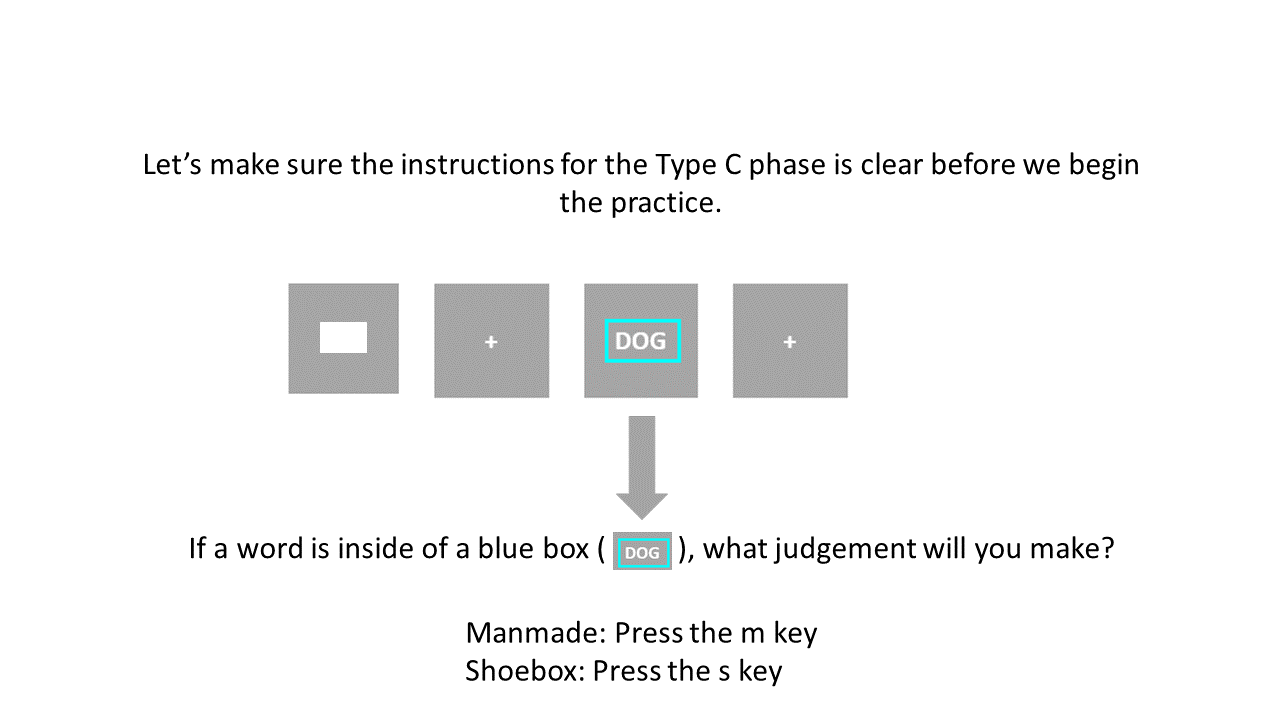 Let’s make sure the instructions for the Type C phase is clear before we begin
the practice.
+ DOG +
If a word is inside of a blue box ( DOG ), what judgement will you make?
Manmade: Press the m key
Shoebox: Press the s key